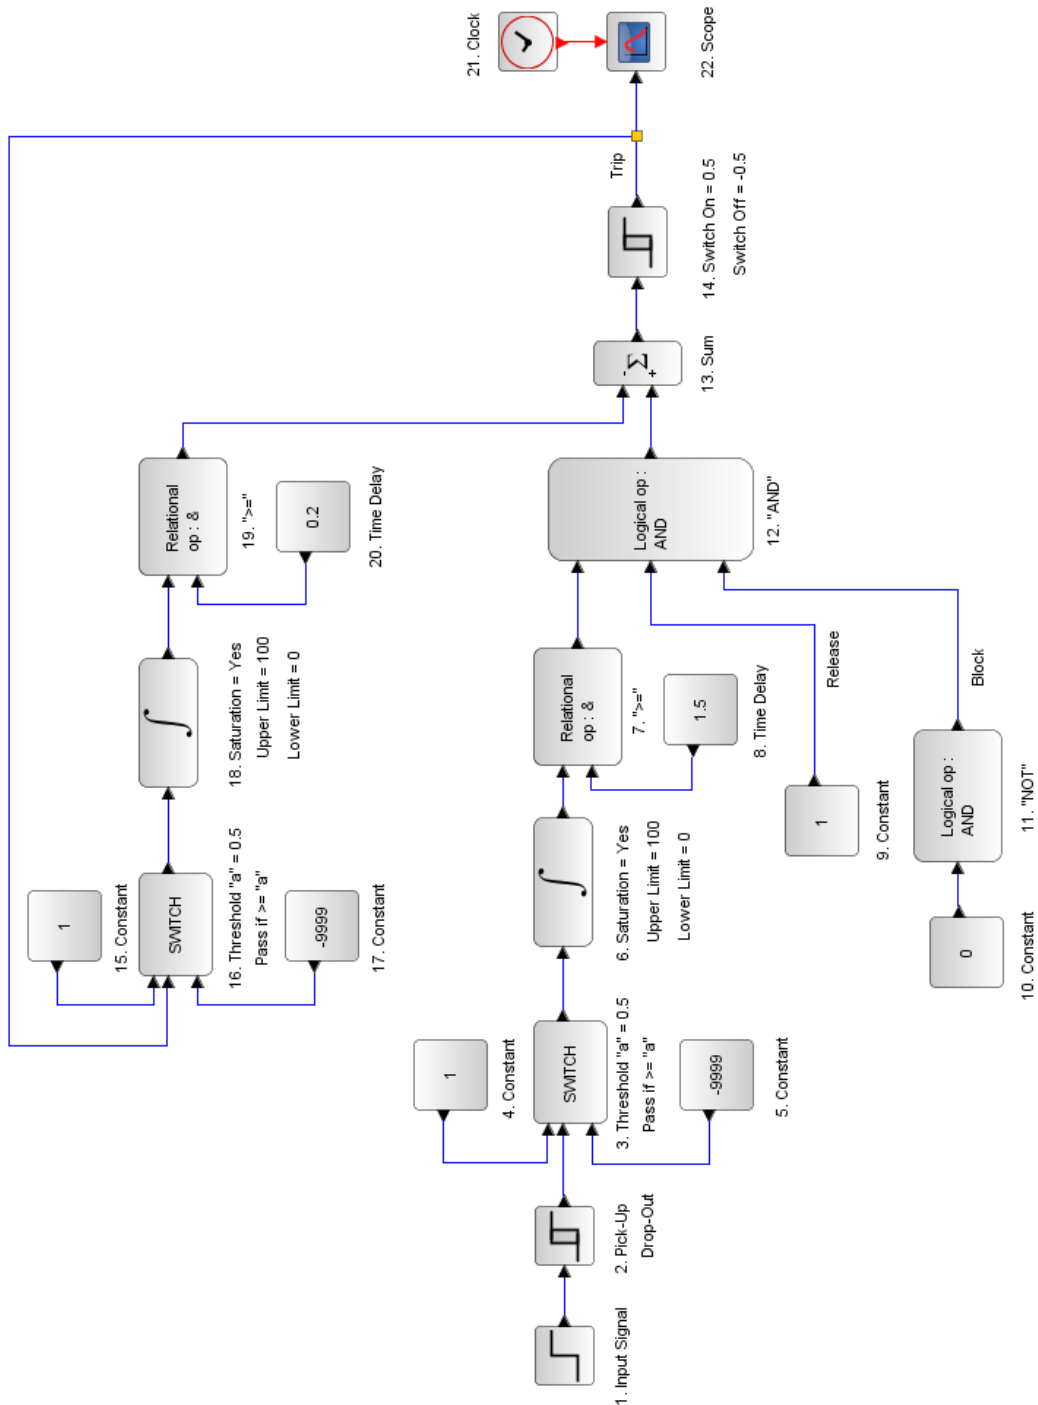 1. Input Signal
2. Pick-Up
Drop-Out
SWITCH
3. Threshold "a" = 0.5
Pass if >= "a"
1
4. Constant
-9999
5. Constant
6. Saturation = Yes
Upper Limit = 100
Lower Limit = 0
Relational
op : &
7. ">="
1.5
8. Time Delay
1
9. Constant
Release
0
10. Constant
Logical op :
AND
11. "NOT"
Block
Logical op :
AND
12. "AND"
-
Σ
+
13. Sum
14. Switch On = 0.5
Switch Off = -0.5
Trip
1
15. Constant
SWITCH
16. Threshold "a" = 0.5
Pass if >= "a"
-9999
17. Constant
18. Saturation = Yes
Upper Limit = 100
Lower Limit = 0
Relational
op : &
19. ">="
0.2
20. Time Delay
21. Clock
22. Scope